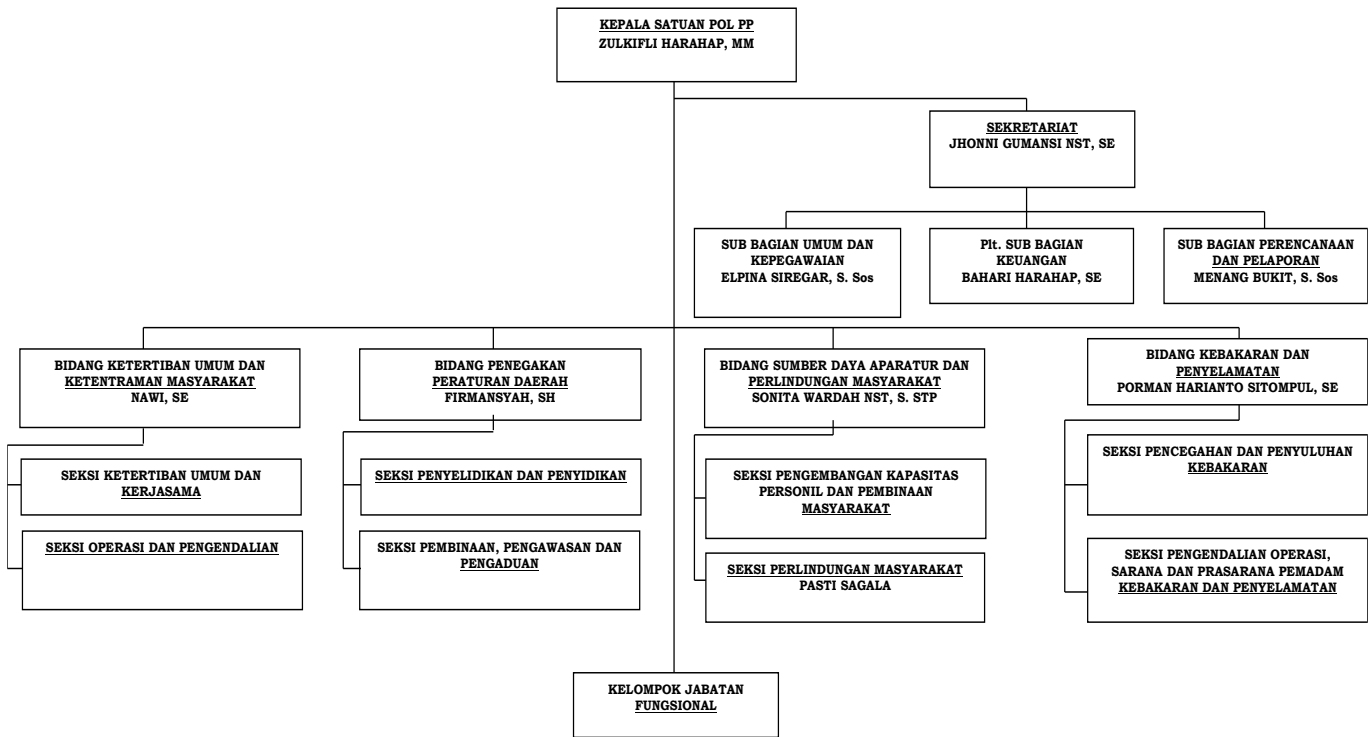 KEPALA SATUAN POL PP
ZULKIFLI HARAHAP, MM
SEKRETARIAT
JHONNI GUMANSI NST, SE
SUB BAGIAN UMUM DAN
KEPEGAWAIAN
ELPINA SIREGAR, S. Sos
Plt. SUB BAGIAN
KEUANGAN
BAHARI HARAHAP, SE
SUB BAGIAN PERENCANAAN
DAN PELAPORAN
MENANG BUKIT, S. Sos
BIDANG KETERTIBAN UMUM DAN
KETENTRAMAN MASYARAKAT
NAWI, SE
BIDANG PENEGAKAN
PERATURAN DAERAH
FIRMANSYAH, SH
BIDANG SUMBER DAYA APARATUR DAN
PERLINDUNGAN MASYARAKAT
SONITA WARDAH NST, S. STP
BIDANG KEBAKARAN DAN
PENYELAMATAN
PORMAN HARIANTO SITOMPUL, SE
SEKSI KETERTIBAN UMUM DAN
KERJASAMA
SEKSI PENYELIDIKAN DAN PENYIDIKAN
SEKSI PENGEMBANGAN KAPASITAS
PERSONIL DAN PEMBINAAN
MASYARAKAT
SEKSI PENCEGAHAN DAN PENYULUHAN
KEBAKARAN
SEKSI OPERASI DAN PENGENDALIAN
SEKSI PEMBINAAN, PENGAWASAN DAN
PENGADUAN
SEKSI PERLINDUNGAN MASYARAKAT
PASTI SAGALA
SEKSI PENGENDALIAN OPERASI,
SARANA DAN PRASARANA PEMADAM
KEBAKARAN DAN PENYELAMATAN
KELOMPOK JABATAN
FUNGSIONAL